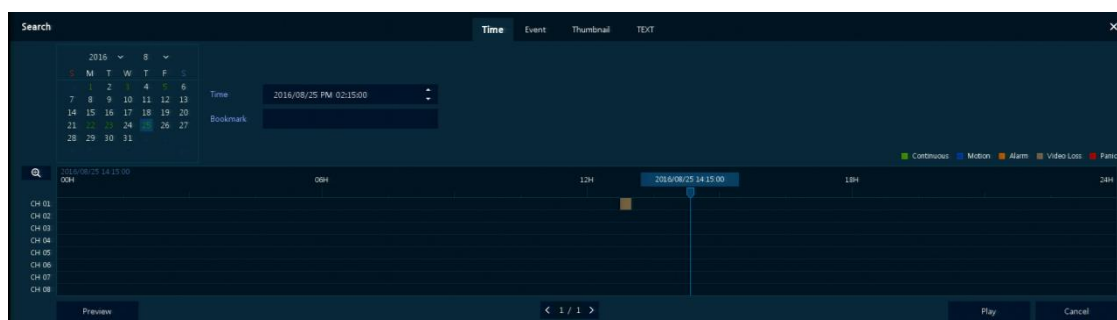 Search
Time Event Thumbnail TEXT
2016 8
S M T W T F S
1 2 3 4 5 6
7 8 9 10 11 12 13
14 15 16 17 18 19 20
21 22 23 24 25 26 27
28 29 30 31
Time 2016/08/25 PM 02:15:00
Bookmark
Continuous Motion Alarm Video Loss Panic
2016/08/25 14:15:00
00H 06H 12H 2016/08/25 14:15:00 18H 24H
CH 01
CH 02
CH 03
CH 04
CH 05
CH 06
CH 07
CH 08
Preview < 1 / 1 > Play Cancel